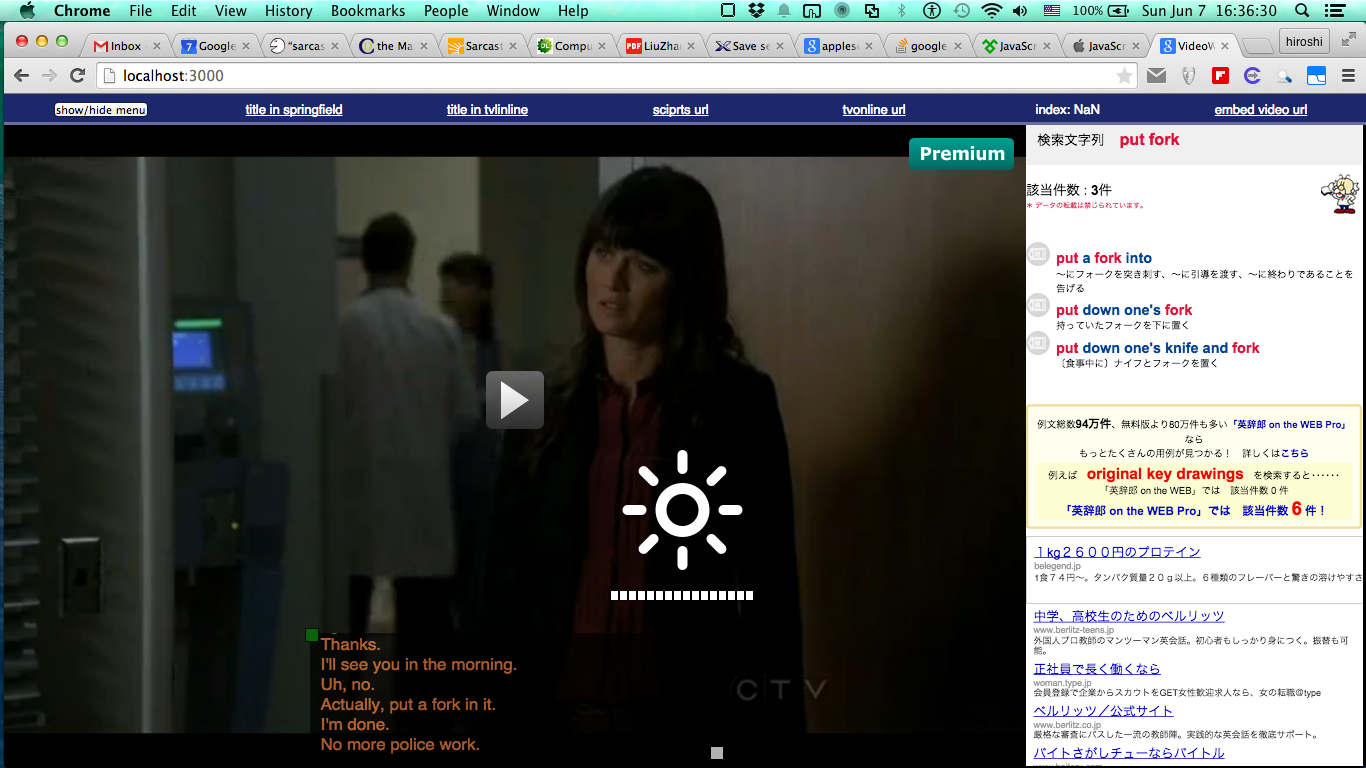 Chrome File Edit View History Bookmarks People Window Help 100% Sun Jun 7 16:36:30
Inbox Google "sarcas the Ma Sarcast Compu LiuZhar Save se applesc google JavaScr JavaScr VideoW hiroshi
localhost:3000
show/hide menu title in springfield title in tvlinline sciprts url tvonline url index: NaN embed video url
Premium
Thanks.
I'll see you in the morning.
Uh, no.
Actually, put a fork in it.
I'm done.
No more police work.
CTV
検索文字列 put fork
該当件数 : 3件
＊ データの転載は禁じられています。
put a fork into
～にフォークを突き刺す、～に引導を渡す、～に終わりであることを
告げる
put down one's fork
持っていたフォークを下に置く
put down one's knife and fork
〔食事中に〕ナイフとフォークを置く
例文総数94万件、無料版より80万件も多い「英辞郎 on the WEB Pro」
なら
もっとたくさんの用例が見つかる！ 詳しくはこちら
例えば original key drawings を検索すると‥‥‥
「英辞郎 on the WEB」では 該当件数 0 件
「英辞郎 on the WEB Pro」では 該当件数 6 件！
１kg２６００円のプロテイン
belegend.jp
1食７４円～。タンパク質量２０ｇ以上。６種類のフレーバーと驚きの溶けやすさ
中学、高校生のためのベルリッツ
www.berlitz-teens.jp
外国人プロ教師のマンツーマン英会話。初心者もしっかり身につく。振替も可
能。
正社員で長く働くなら
woman.type.jp
会員登録で企業からスカウトをGET女性歓迎求人なら、女の転職＠type
ベルリッツ／公式サイト
www.berlitz.co.jp
厳格な審査にパスした一流の教師陣。実践的な英会話を徹底サポート。
バイトさがしチューならバイトル